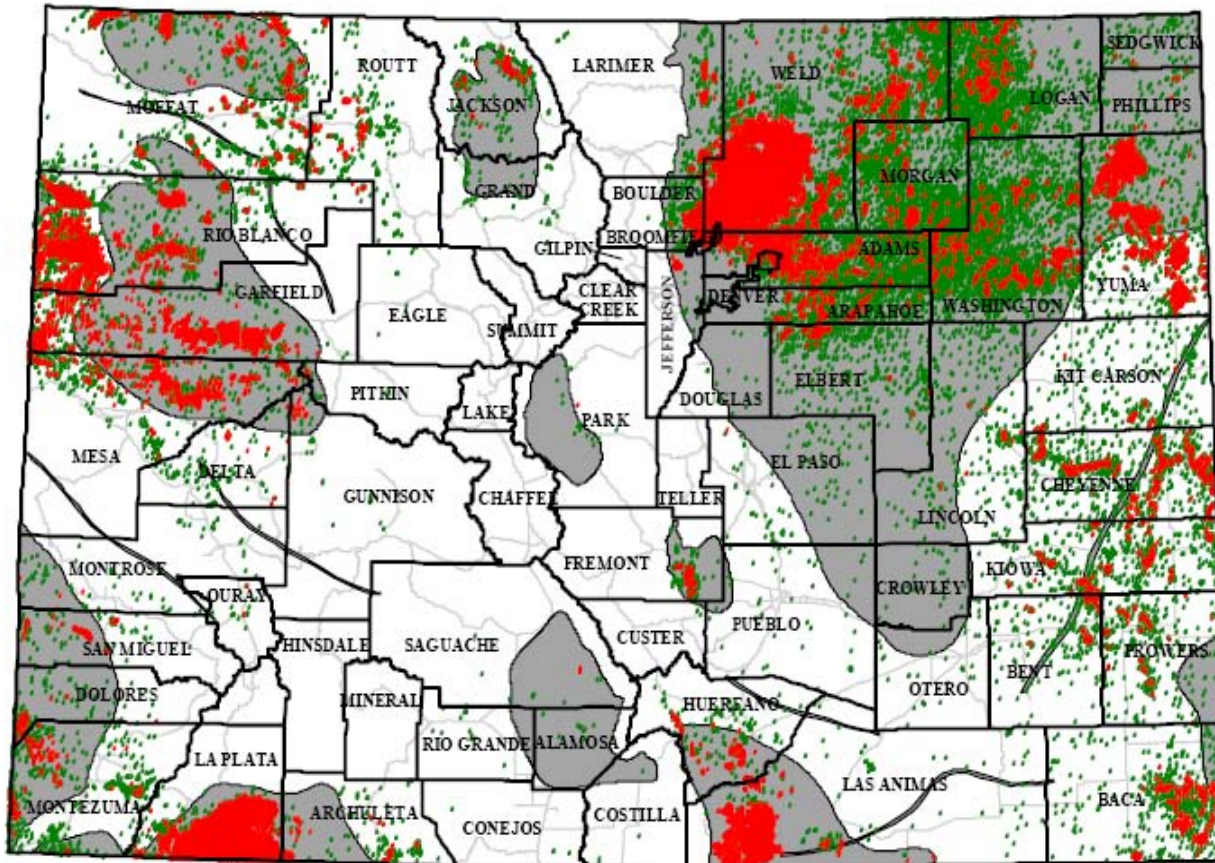 SEDGWICK
ROUTT
LARIMER
WELD
MOFFAT
JACKSON
LOGAN
PHILLIPS
MORGAN
GRAND
BOULDER
RIO BLANCO
GILPIN
BROOMFIE
ADAMS
GARFIELD
CLEAR
CREEK
DENVER
YUMA
EAGLE
SUMMIT
JEFFERSON
ARAPAHOE
WASHINGTON
PITKIN
LAKE
PARK
DOUGLAS
ELBERT
KIT CARSON
MESA
DELTA
GUNNISON
CHAFFE
TELLER
EL PASO
CHEYENNE
LINCOLN
MONTROSE
FREMONT
KIOWA
OURAY
CROWLEY
SAN MIGUEL
HINSDALE
SAGUACHE
CUSTER
PUEBLO
PROWERS
DOLORES
MINERAL
OTERO
BENT
HUERFANO
LA PLATA
RIO GRANDE
ALAMOSA
LAS ANIMAS
MONTEZUMA
ARCHULETA
CONEJOS
COSTILLA
BACA